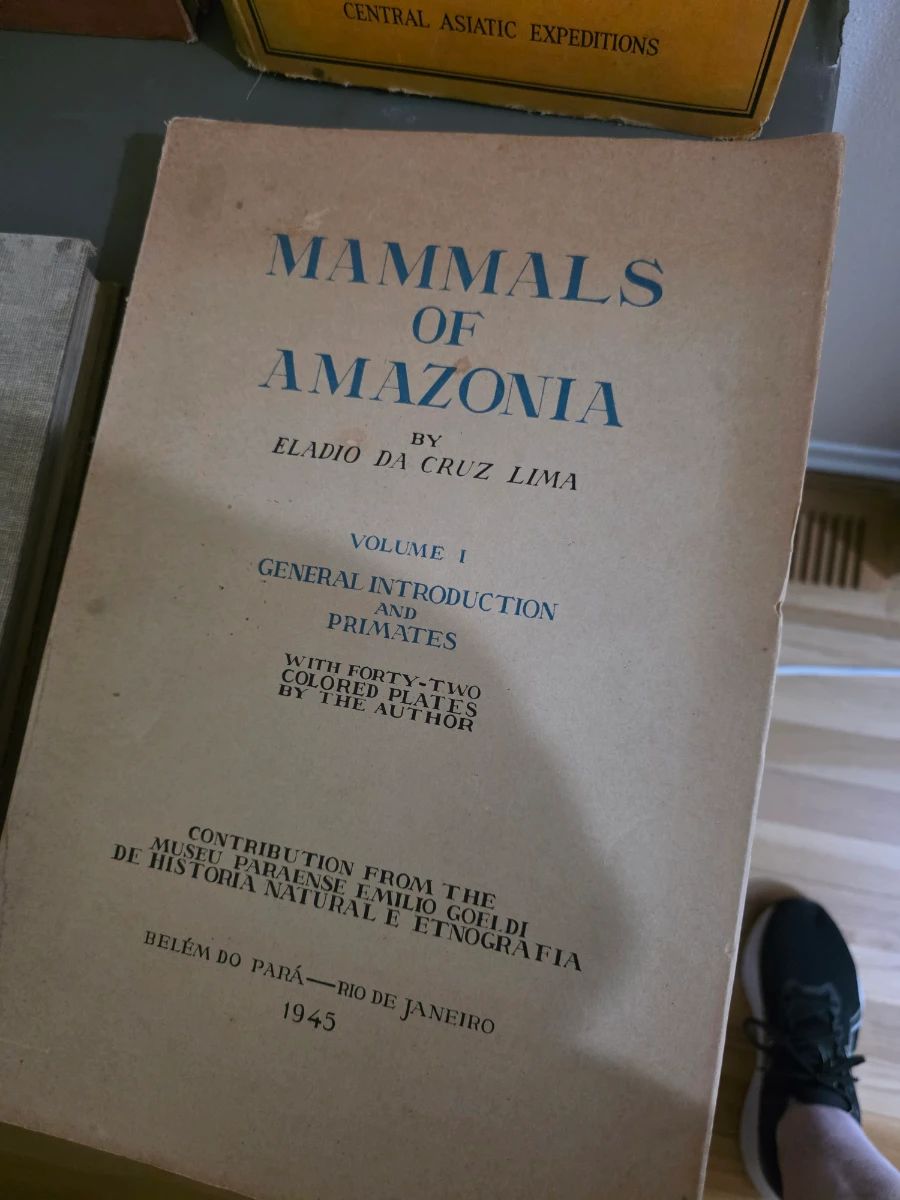 CENTRAL ASIATIC EXPEDITIONS
MAMMALS
OF
AMAZONIA
BY
ELADIO DA CRUZ LIMA
VOLUME I
GENERAL INTRODUCTION
AND
PRIMATES
WITH FORTY-TWO
COLORED PLATES
BY THE AUTHOR
CONTRIBUTION FROM THE
MUSEU PARAENSE EMILIO GOELDI
DE HISTORIA NATURAL E ETNOGRAFIA
BELÉM DO PARÁ—RIO DE JANEIRO
1945